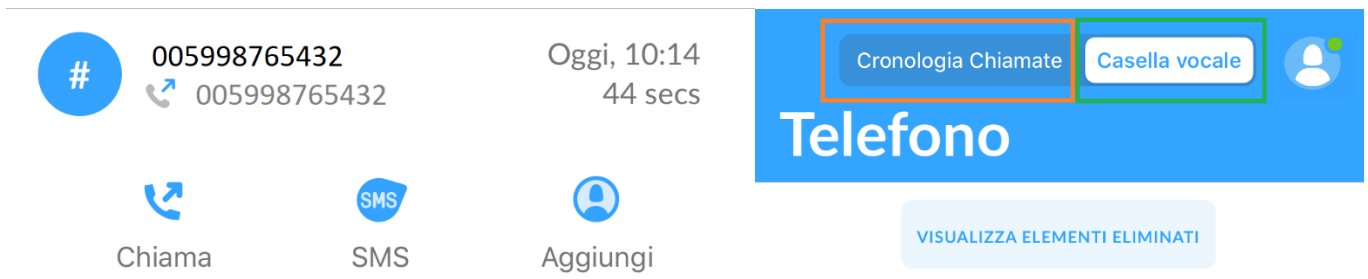 #
005998765432
005998765432
Oggi, 10:14
44 secs
Chiama
SMS
SMS
Aggiungi
Cronologia Chiamate
Casella vocale
Telefono
VISUALIZZA ELEMENTI ELIMINATI